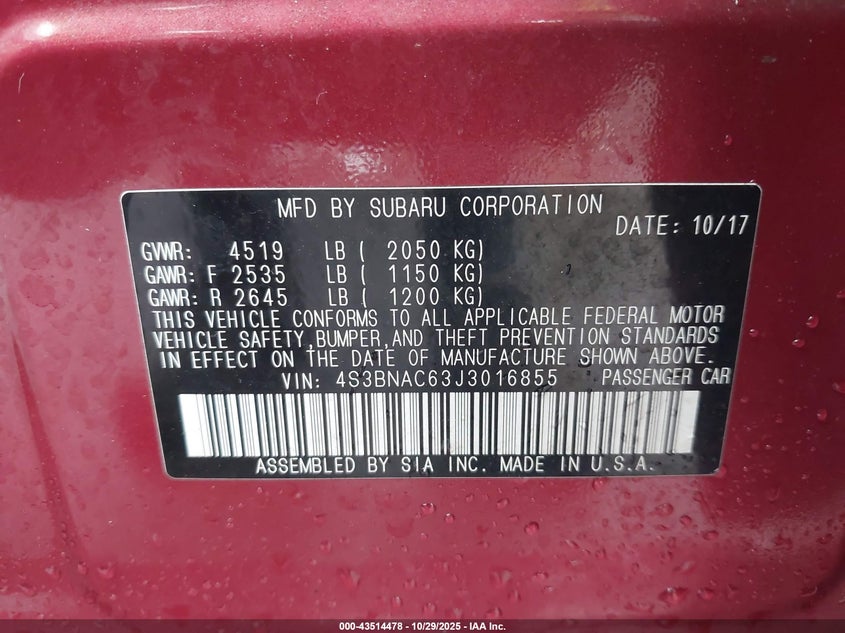 MFD BY SUBARU CORPORATION
DATE: 10/17
GVWR: 4519 LB ( 2050 KG)
GAWR: F 2535 LB ( 1150 KG)
GAWR: R 2645 LB ( 1200 KG)
THIS VEHICLE CONFORMS TO ALL APPLICABLE FEDERAL MOTOR
VEHICLE SAFETY,BUMPER,AND THEFT PREVENTION STANDARDS
IN EFFECT ON THE DATE OF MANUFACTURE SHOWN ABOVE.
VIN: 4S3BNAC63J3016855 PASSENGER CAR
ASSEMBLED BY SIA INC. MADE IN U.S.A.
000-43514478 - 10/29/2025 - IAA Inc.